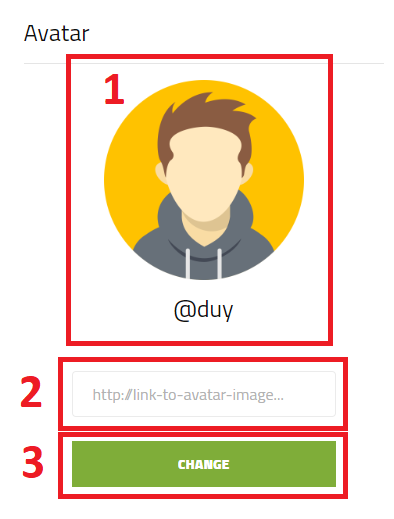 Avatar
1
@duy
2
http://link-to-avatar-image...
3
CHANGE